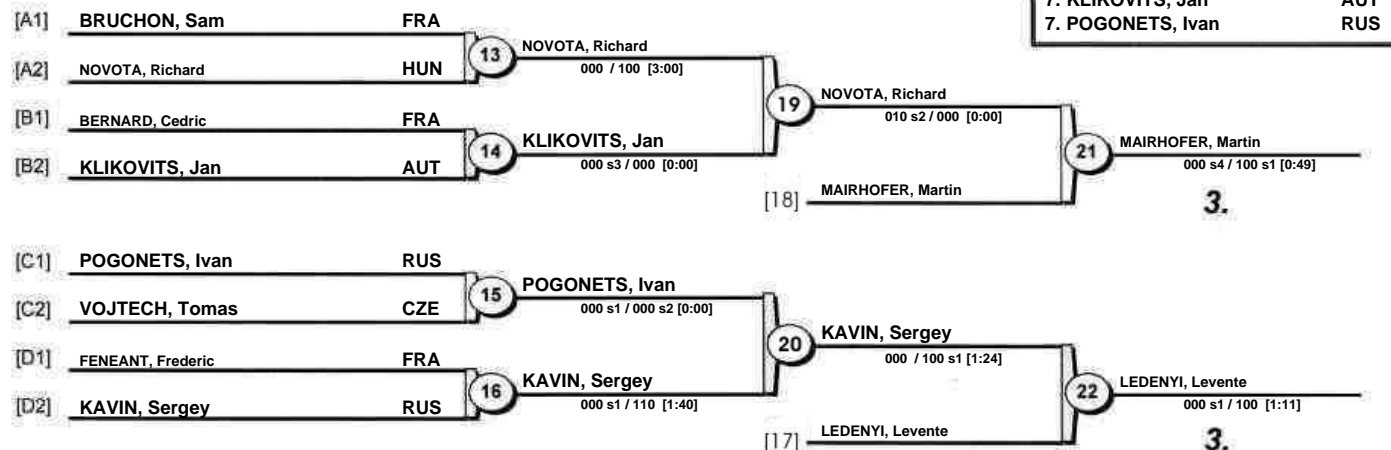 7. KLIKOVITS, Jan AUT
7. POGONETS, Ivan RUS
[A1] BRUCHON, Sam FRA
[A2] NOVOTA, Richard HUN
13 NOVOTA, Richard
000 / 100 [3:00]
[B1] BERNARD, Cedric FRA
[B2] KLIKOVITS, Jan AUT
14 KLIKOVITS, Jan
000 s3 / 000 [0:00]
19 NOVOTA, Richard
010 s2 / 000 [0:00]
[18] MAIRHOFER, Martin
21 MAIRHOFER, Martin
000 s4 / 100 s1 [0:49]
3.
[C1] POGONETS, Ivan RUS
[C2] VOJTECH, Tomas CZE
15 POGONETS, Ivan
000 s1 / 000 s2 [0:00]
[D1] FENEANT, Frederic FRA
[D2] KAVIN, Sergey RUS
16 KAVIN, Sergey
000 s1 / 110 [1:40]
20 KAVIN, Sergey
000 / 100 s1 [1:24]
[17] LEDENYI, Levente
22 LEDENYI, Levente
000 s1 / 100 [1:11]
3.